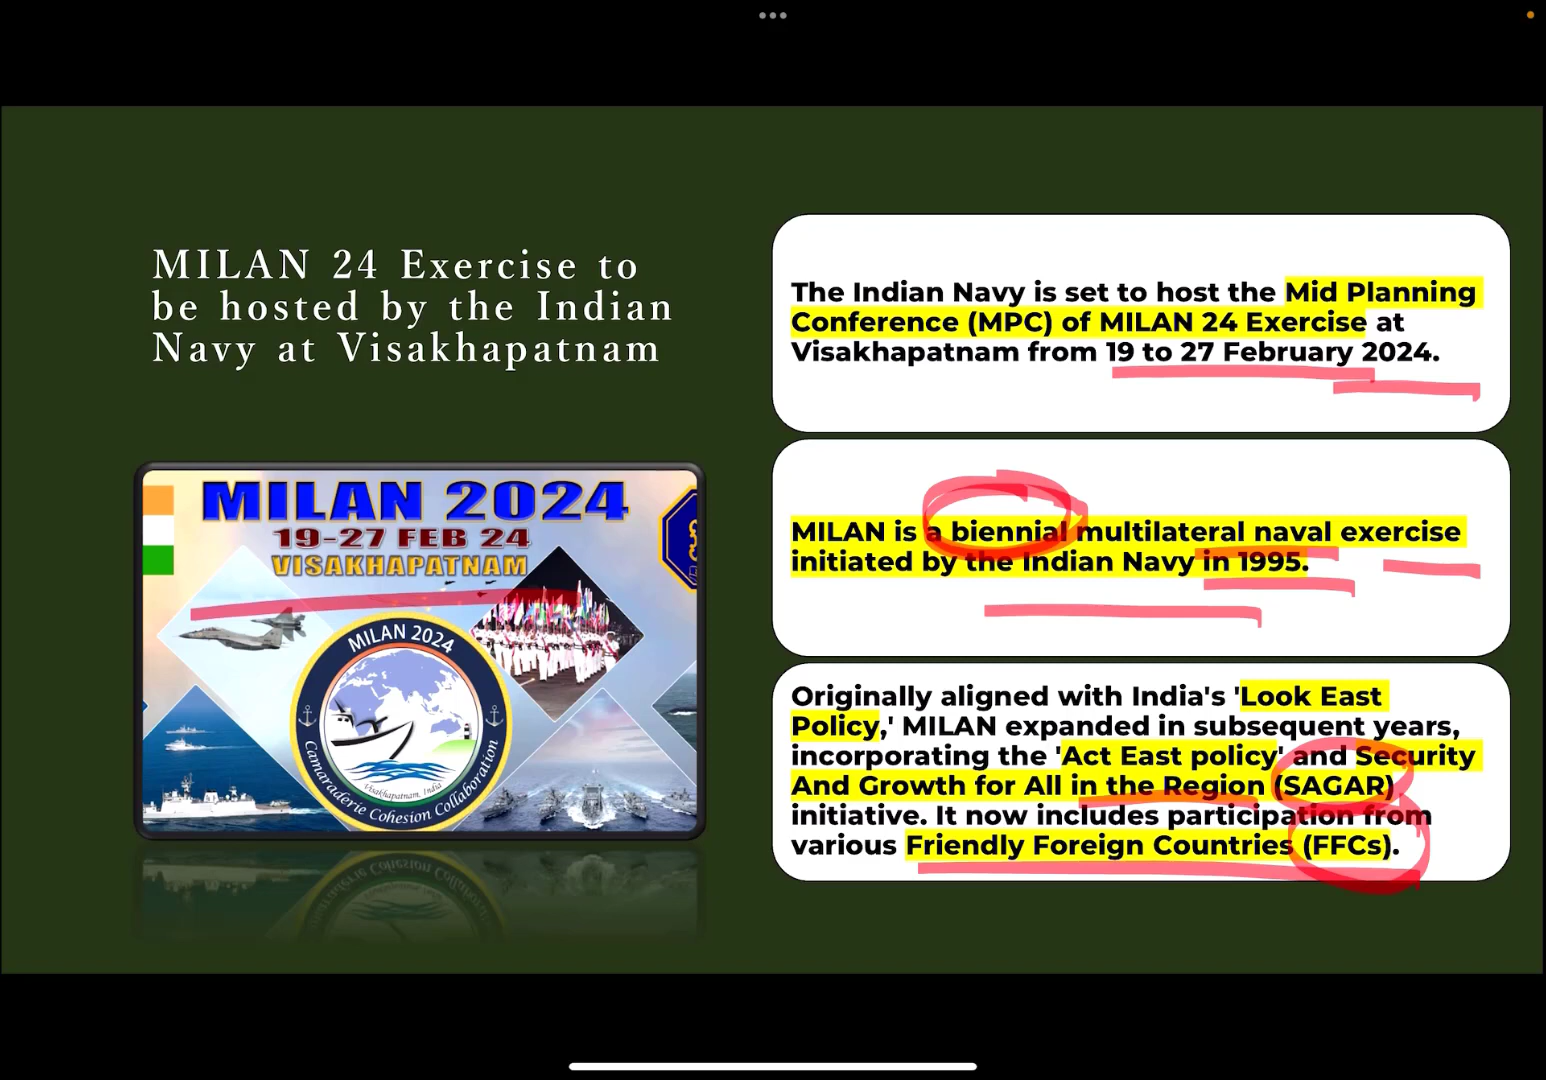 MILAN 24 Exercise to
be hosted by the Indian
Navy at Visakhapatnam
MILAN 2024
19-27 FEB 24
VISAKHAPATNAM
MILAN 2024
Visakhapatnam, India
Camaraderie Cohesion Collaboration
The Indian Navy is set to host the Mid Planning
Conference (MPC) of MILAN 24 Exercise at
Visakhapatnam from 19 to 27 February 2024.
MILAN is a biennial multilateral naval exercise
initiated by the Indian Navy in 1995.
Originally aligned with India's 'Look East
Policy,' MILAN expanded in subsequent years,
incorporating the 'Act East policy' and Security
And Growth for All in the Region (SAGAR)
initiative. It now includes participation from
various Friendly Foreign Countries (FFCs).